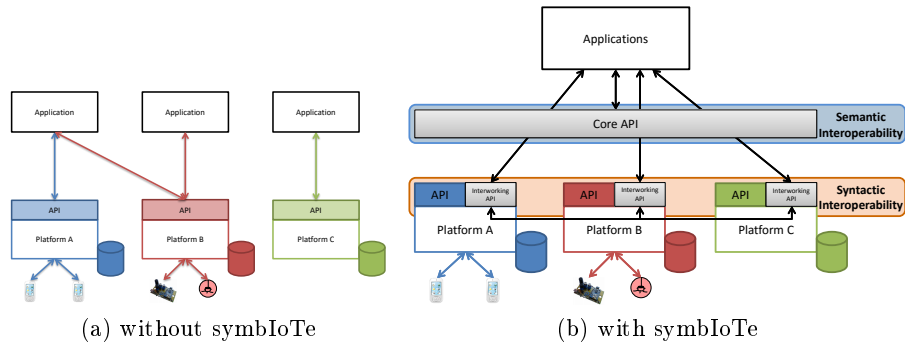 Application
Application
Application
API
API
API
Platform A
Platform B
Platform C
(a) without symbIoTe
Applications
Core API
Semantic
Interoperability
API
Interworking
API
API
Interworking
API
API
Interworking
API
Syntactic
Interoperability
Platform A
Platform B
Platform C
(b) with symbIoTe